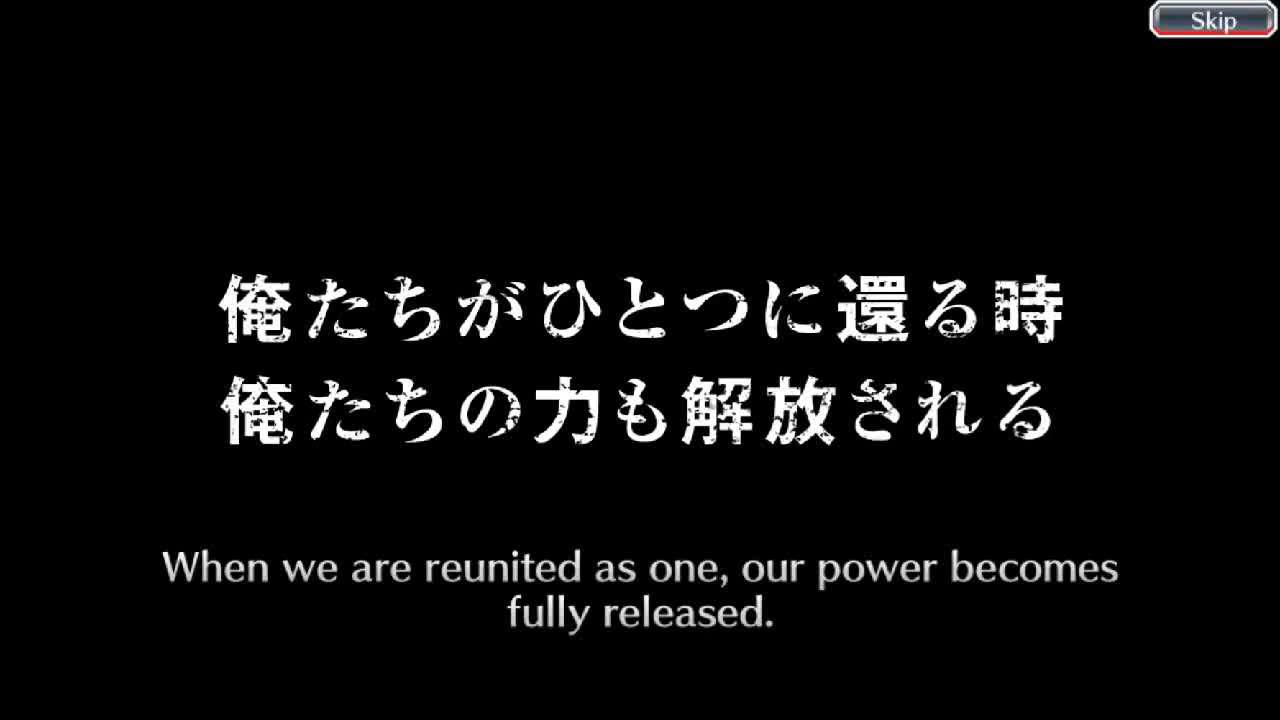 Skip
俺たちがひとつに還る時
俺たちの力も解放される
When we are reunited as one, our power becomes
fully released.